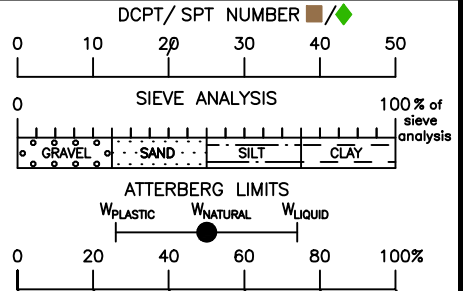 DCPT/ SPT NUMBER /
0 10 20 30 40 50
SIEVE ANALYSIS
0 100 % of
sieve
analysis
GRAVEL SAND SILT CLAY
ATTERBERG LIMITS
WPLASTIC WNATURAL WLIQUID
0 20 40 60 80 100%